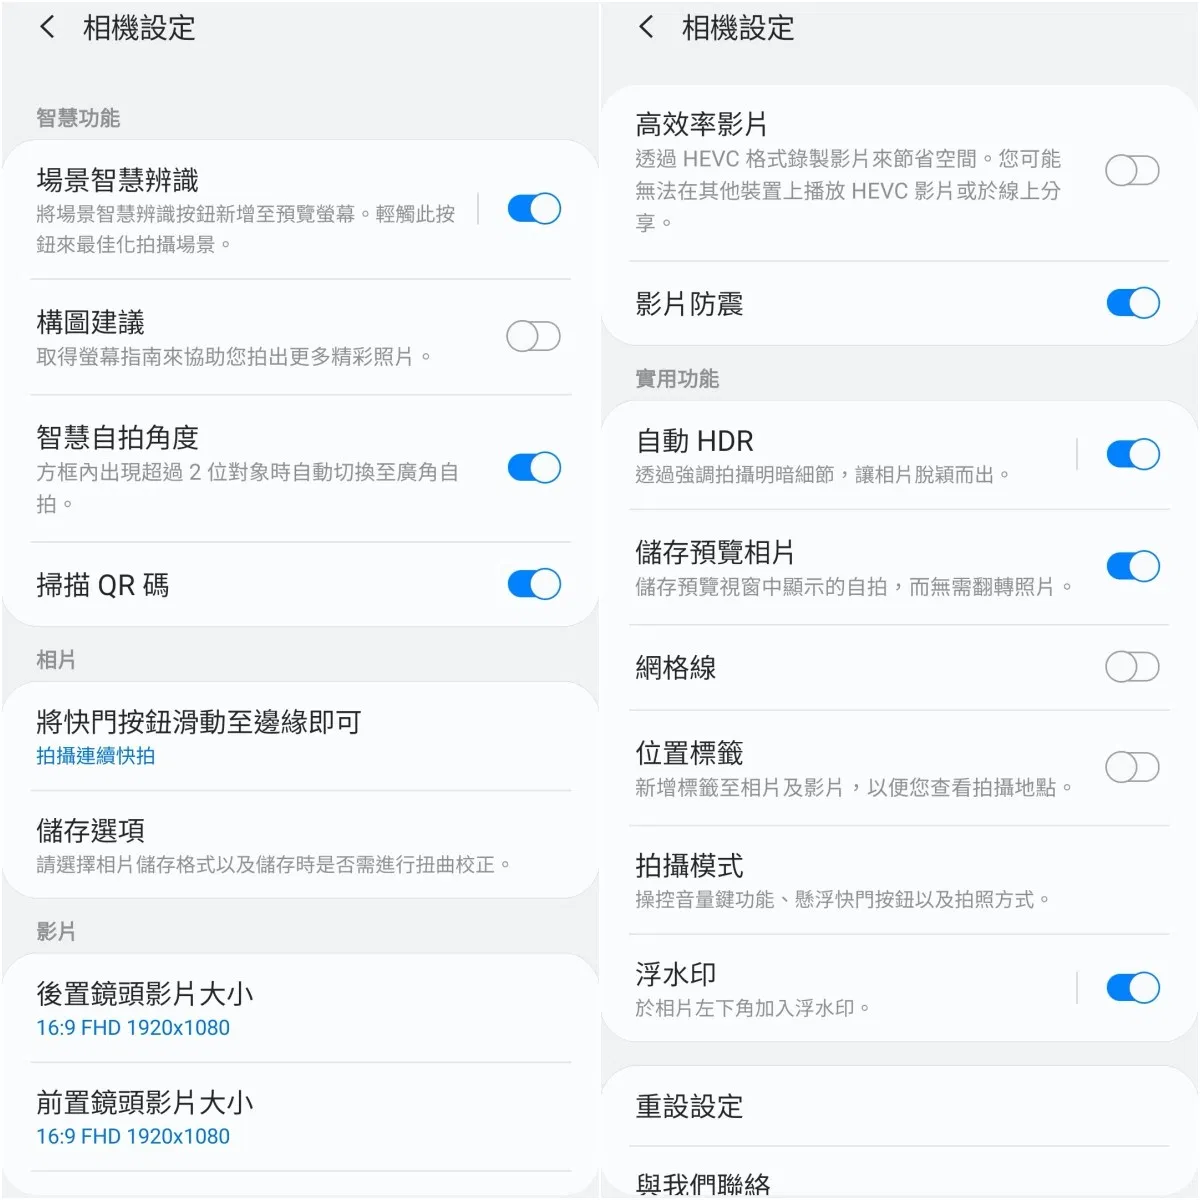 相機設定
智慧功能
場景智慧辨識
將場景智慧辨識按鈕新增至預覽螢幕。輕觸此按
鈕來最佳化拍攝場景。
構圖建議
取得螢幕指南來協助您拍出更多精彩照片。
智慧自拍角度
方框內出現超過 2 位對象時自動切換至廣角自
拍。
掃描 QR 碼
相片
將快門按鈕滑動至邊緣即可
拍攝連續快拍
儲存選項
請選擇相片儲存格式以及儲存時是否需進行扭曲校正。
影片
後置鏡頭影片大小
16:9 FHD 1920x1080
前置鏡頭影片大小
16:9 FHD 1920x1080
相機設定
高效率影片
透過 HEVC 格式錄製影片來節省空間。您可能
無法在其他裝置上播放 HEVC 影片或於線上分
享。
影片防震
實用功能
自動 HDR
透過強調拍攝明暗細節，讓相片脫穎而出。
儲存預覽相片
儲存預覽視窗中顯示的自拍，而無需翻轉照片。
網格線
位置標籤
新增標籤至相片及影片，以便您查看拍攝地點。
拍攝模式
操控音量鍵功能、懸浮快門按鈕以及拍照方式。
浮水印
於相片左下角加入浮水印。
重設設定
與我們聯絡